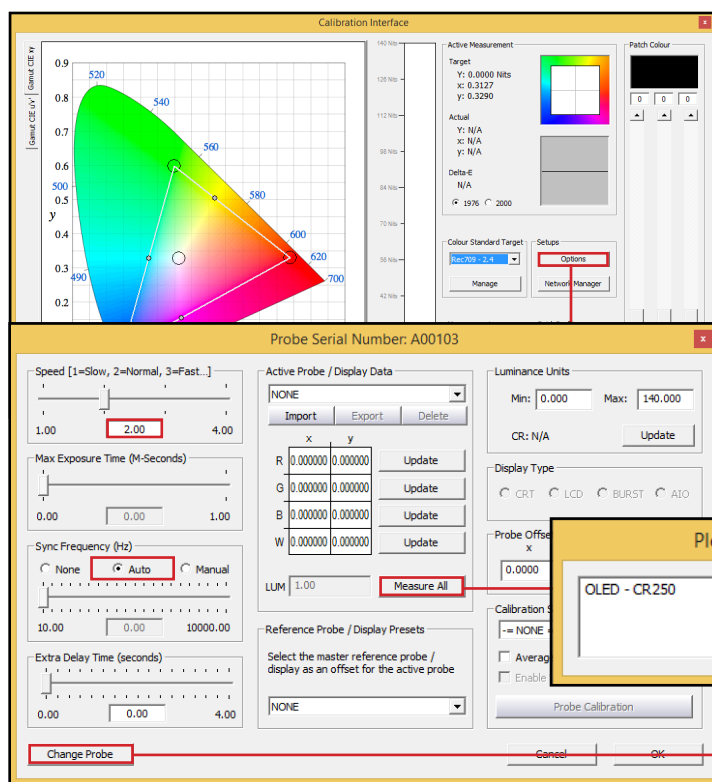 Calibration Interface
x
Gamut CIE xy
Gamut CIE uV
0.9
0.8
0.7
0.6
0.5
y
0.4
0.3
0.2
520
540
560
500
580
600
620
490
700
140 Nits
126 Nits
112 Nits
98 Nits
84 Nits
70 Nits
56 Nits
42 Nits
Active Measurement
Target
Y: 0.0000 Nits
x: 0.3127
y: 0.3290
Actual
Y: N/A
x: N/A
y: N/A
Delta-E
N/A
1976 2000
Patch Colour
0 0 0
Colour Standard Target
Rec709 - 2.4
Manage
Setups
Options
Network Manager
Probe Serial Number: A00103
x
Speed [1=Slow, 2=Normal, 3=Fast...]
1.00 2.00 4.00
Max Exposure Time (M-Seconds)
0.00 0.00 1.00
Sync Frequency (Hz)
None Auto Manual
10.00 0.00 10000.00
Extra Delay Time (seconds)
0.00 0.00 4.00
Change Probe
Active Probe / Display Data
NONE
Import Export Delete
x y
R 0.000000 0.000000 Update
G 0.000000 0.000000 Update
B 0.000000 0.000000 Update
W 0.000000 0.000000 Update
LUM 1.00 Measure All
Reference Probe / Display Presets
Select the master reference probe /
display as an offset for the active probe
NONE
Luminance Units
Min: 0.000 Max: 140.000
CR: N/A Update
Display Type
CRT LCD BURST AIO
Probe Offse
x
0.0000
Calibration S
-= NONE =
Averag
Enable
Probe Calibration
Cancel OK
Ple
OLED - CR250